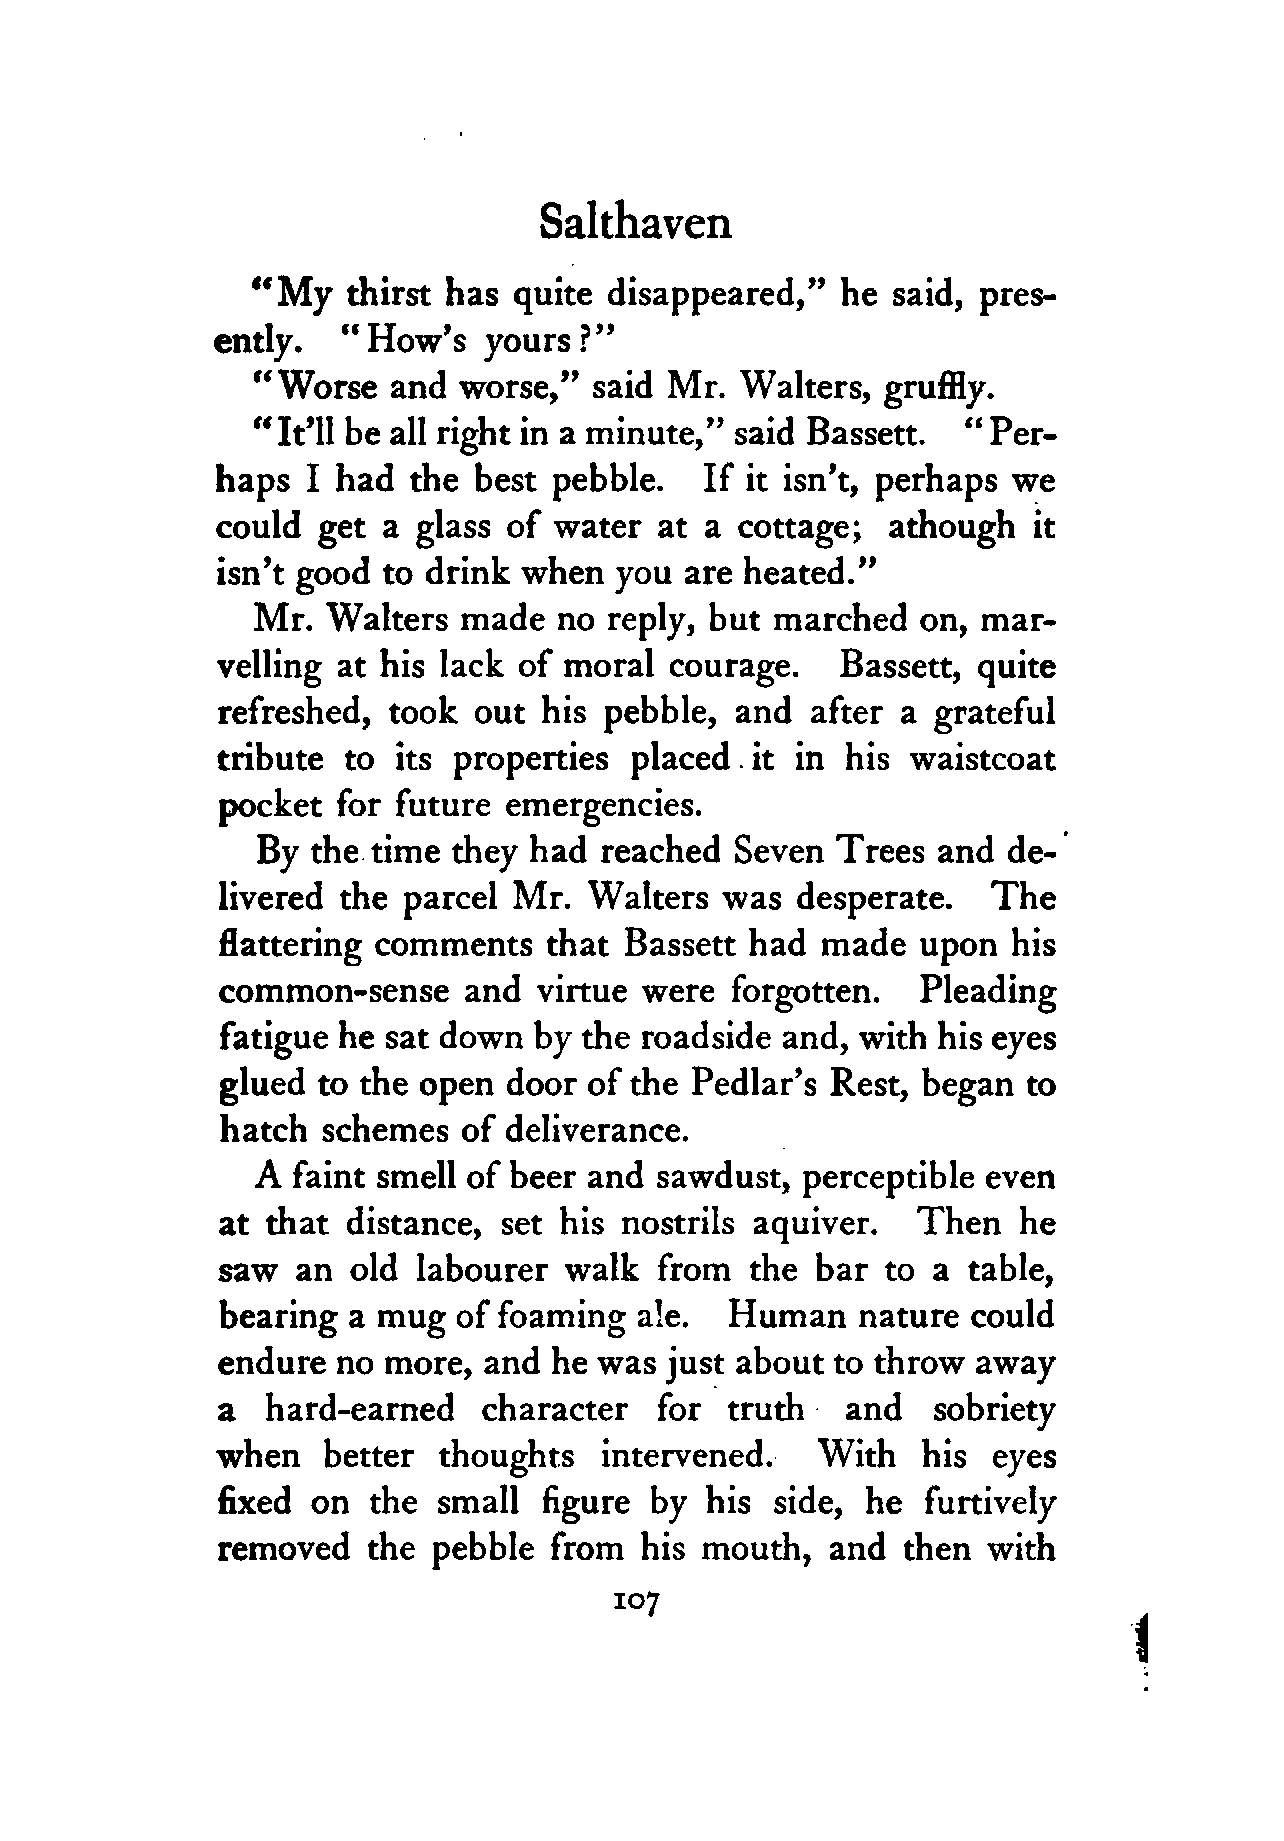 Salthaven
"My thirst has quite disappeared," he said, pres-
ently. "How's yours?"
"Worse and worse," said Mr. Walters, gruffly.
"It'll be all right in a minute," said Bassett. "Per-
haps I had the best pebble. If it isn't, perhaps we
could get a glass of water at a cottage; athough it
isn't good to drink when you are heated."
Mr. Walters made no reply, but marched on, mar-
velling at his lack of moral courage. Bassett, quite
refreshed, took out his pebble, and after a grateful
tribute to its properties placed it in his waistcoat
pocket for future emergencies.
By the time they had reached Seven Trees and de-
livered the parcel Mr. Walters was desperate. The
flattering comments that Bassett had made upon his
common-sense and virtue were forgotten. Pleading
fatigue he sat down by the roadside and, with his eyes
glued to the open door of the Pedlar's Rest, began to
hatch schemes of deliverance.
A faint smell of beer and sawdust, perceptible even
at that distance, set his nostrils aquiver. Then he
saw an old labourer walk from the bar to a table,
bearing a mug of foaming ale. Human nature could
endure no more, and he was just about to throw away
a hard-earned character for truth and sobriety
when better thoughts intervened. With his eyes
fixed on the small figure by his side, he furtively
removed the pebble from his mouth, and then with
107